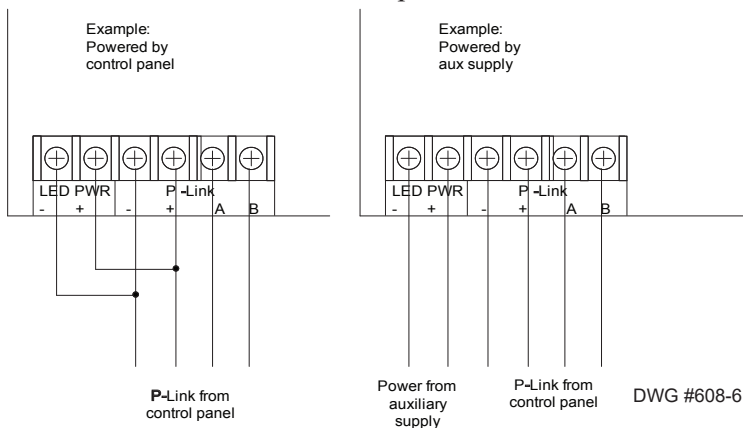 Example:
Powered by
control panel
LED PWR P-Link
- + - + A B
P-Link from
control panel
Example:
Powered by
aux supply
LED PWR P-Link
- + - + A B
Power from
auxiliary
supply
P-Link from
control panel
DWG #608-6